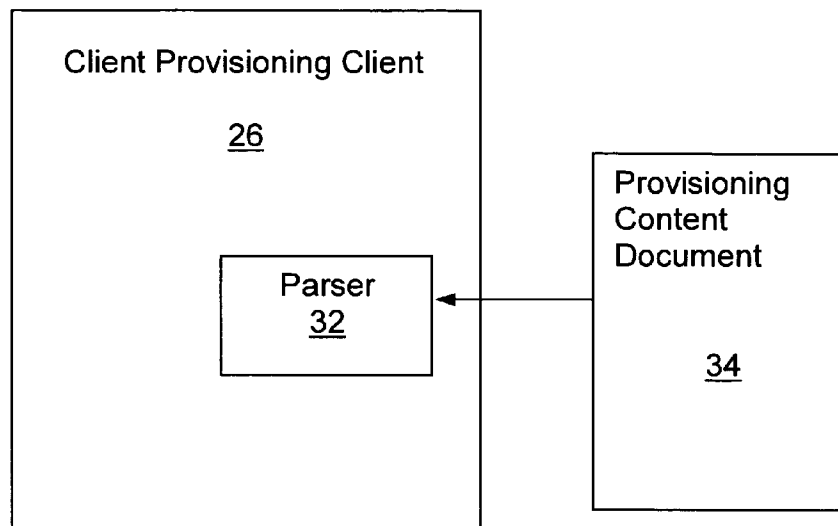 Client Provisioning Client
26
Parser
32
Provisioning
Content
Document
34